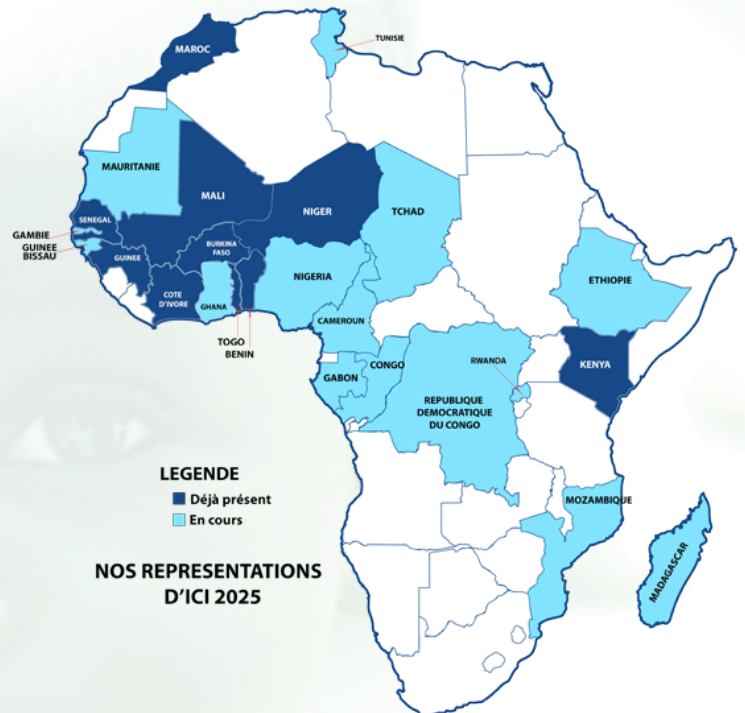 TUNISIE
MAROC
MAURITANIE
MALI
NIGER
TCHAD
SENEGAL
GAMBIE
GUINEE
BISSAU
GUINEE
BURKINA
FASO
NIGERIA
ETHIOPIE
COTE
D'IVORE
GHANA
CAMEROUN
TOGO
BENIN
RWANDA
KENYA
CONGO
GABON
REPUBLIQUE
DEMOCRATIQUE
DU CONGO
LEGENDE
Déjà présent
En cours
MOZAMBIQUE
MADAGASCAR
NOS REPRESENTATIONS
D'ICI 2025